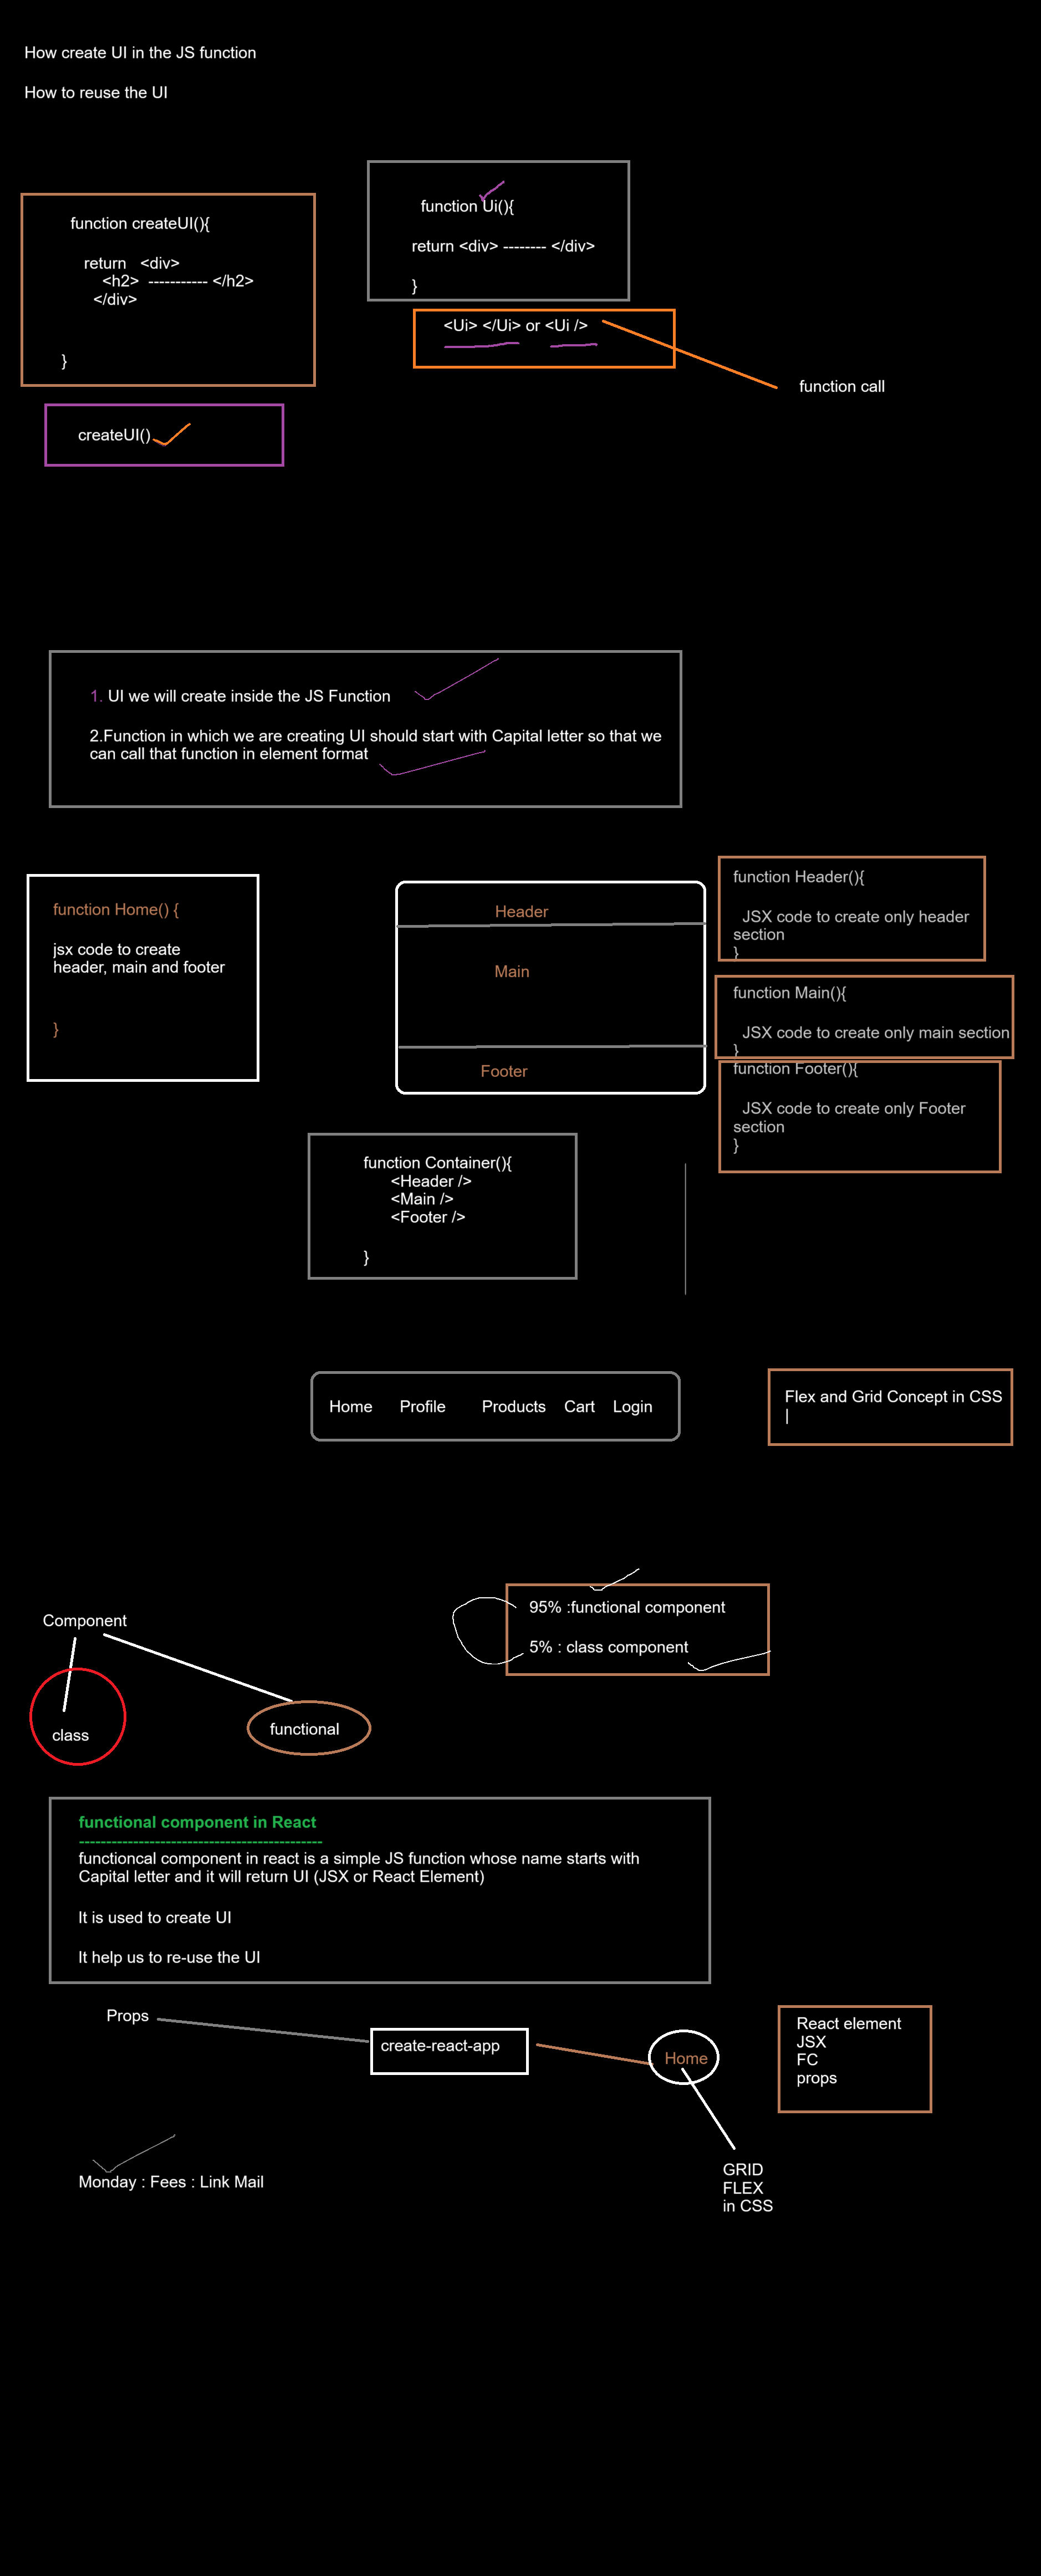 How create UI in the JS function
How to reuse the UI
function createUI(){
return <div>
<h2> ----------- </h2>
</div>
}
createUI()
function Ui(){
return <div> -------- </div>
}
<Ui> </Ui> or <Ui />
function call
1. UI we will create inside the JS Function
2.Function in which we are creating UI should start with Capital letter so that we
can call that function in element format
function Home() {
jsx code to create
header, main and footer
}
Header
Main
Footer
function Header(){
JSX code to create only header
section
}
function Main(){
JSX code to create only main section
}
function Footer(){
JSX code to create only Footer
section
}
function Container(){
<Header />
<Main />
<Footer />
}
Home Profile Products Cart Login
Flex and Grid Concept in CSS
Component
class
functional
95% :functional component
5% : class component
functional component in React
---------------------------------------------
functioncal component in react is a simple JS function whose name starts with
Capital letter and it will return UI (JSX or React Element)
It is used to create UI
It help us to re-use the UI
Props
create-react-app
Home
React element
JSX
FC
props
GRID
FLEX
in CSS
Monday : Fees : Link Mail